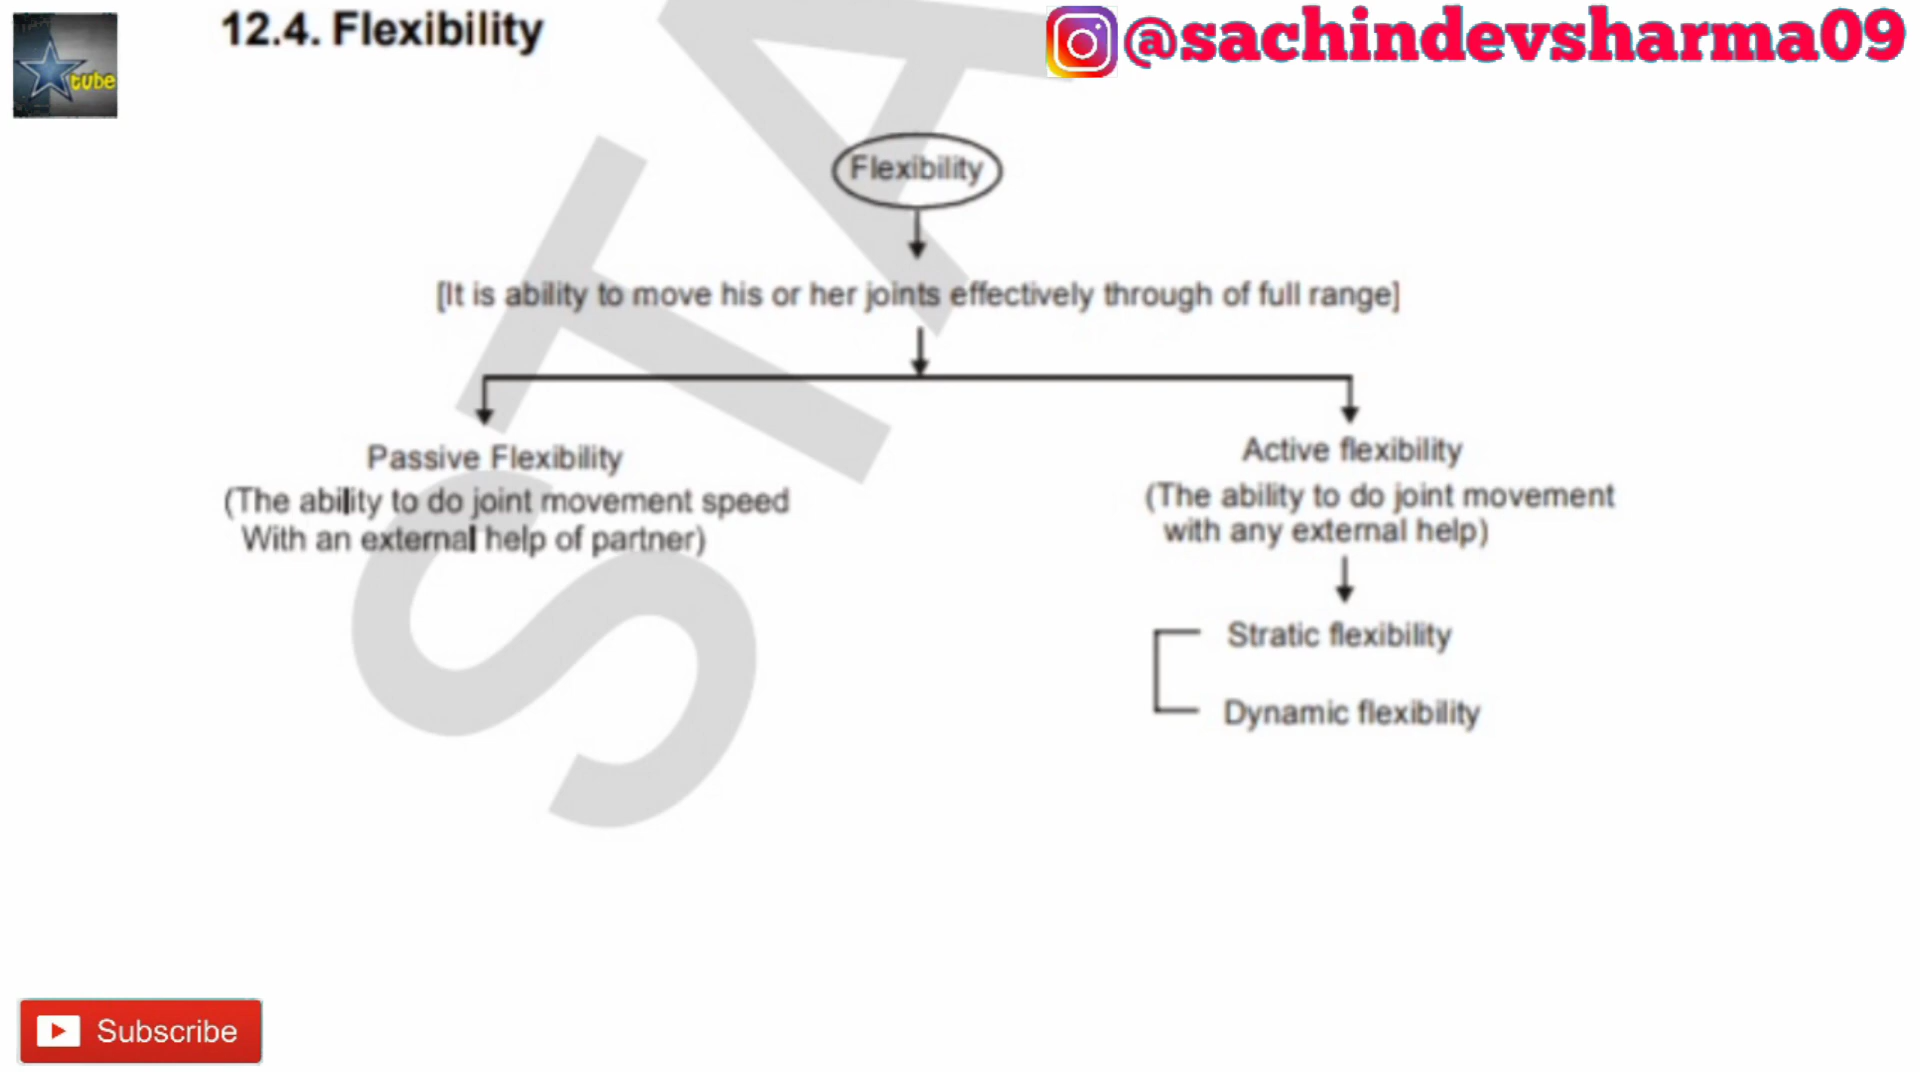 12.4. Flexibility
@sachindevsharma09
tube
STA
Flexibility
[It is ability to move his or her joints effectively through of full range]
Passive Flexibility
(The ability to do joint movement speed
With an external help of partner)
Active flexibility
(The ability to do joint movement
with any external help)
Stratic flexibility
Dynamic flexibility
Subscribe